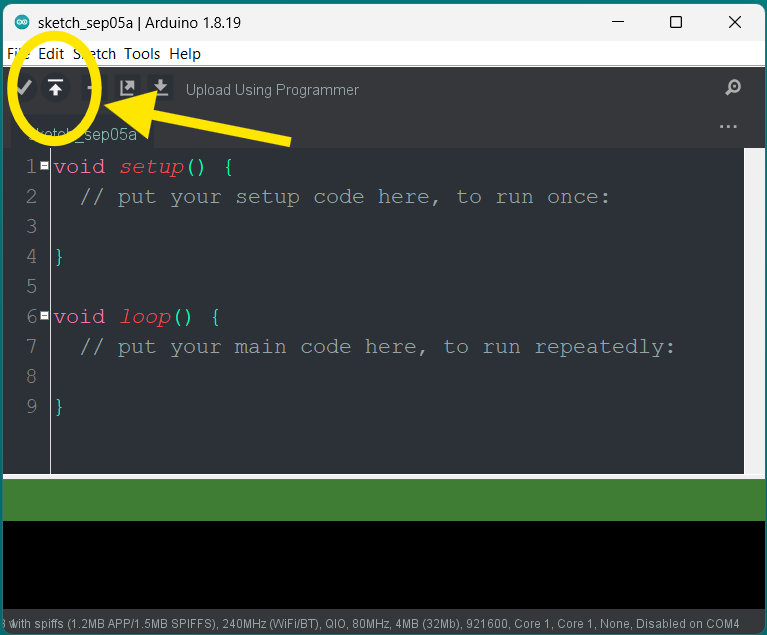 sketch_sep05a | Arduino 1.8.19
File Edit Sketch Tools Help
Upload Using Programmer
sketch_sep05a
1 void setup() {
2 // put your setup code here, to run once:
3
4 }
5
6 void loop() {
7 // put your main code here, to run repeatedly:
8
9 }
with spiffs (1.2MB APP/1.5MB SPIFFS), 240MHz (WiFi/BT), QIO, 80MHz, 4MB (32Mb), 921600, Core 1, Core 1, None, Disabled on COM4